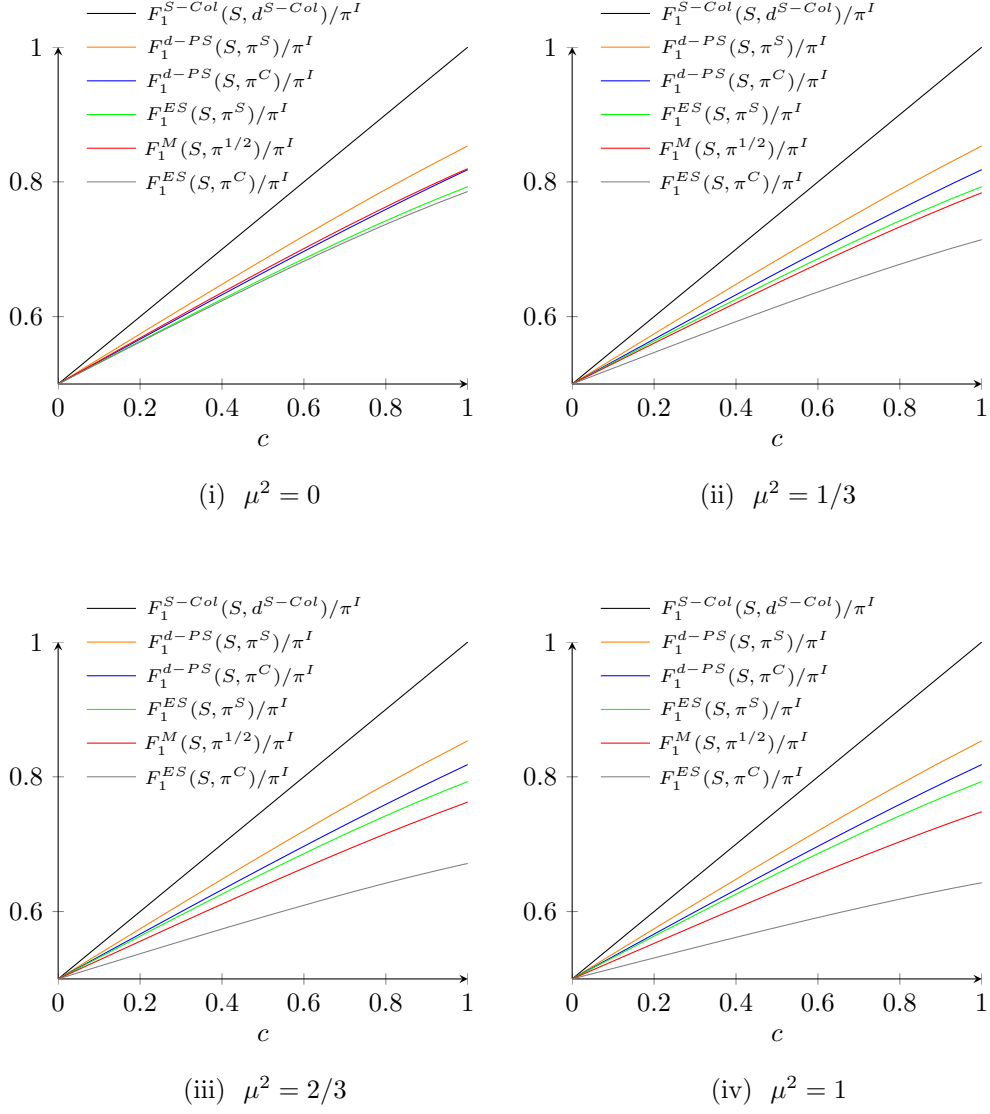 F_1^{S-Col}(S, d^{S-Col})/π^I
F_1^{d-PS}(S, π^S)/π^I
F_1^{d-PS}(S, π^C)/π^I
F_1^{ES}(S, π^S)/π^I
F_1^M(S, π^{1/2})/π^I
F_1^{ES}(S, π^C)/π^I
1
0.8
0.6
0 0.2 0.4 0.6 0.8 1
c
(i) μ² = 0
F_1^{S-Col}(S, d^{S-Col})/π^I
F_1^{d-PS}(S, π^S)/π^I
F_1^{d-PS}(S, π^C)/π^I
F_1^{ES}(S, π^S)/π^I
F_1^M(S, π^{1/2})/π^I
F_1^{ES}(S, π^C)/π^I
1
0.8
0.6
0 0.2 0.4 0.6 0.8 1
c
(ii) μ² = 1/3
F_1^{S-Col}(S, d^{S-Col})/π^I
F_1^{d-PS}(S, π^S)/π^I
F_1^{d-PS}(S, π^C)/π^I
F_1^{ES}(S, π^S)/π^I
F_1^M(S, π^{1/2})/π^I
F_1^{ES}(S, π^C)/π^I
1
0.8
0.6
0 0.2 0.4 0.6 0.8 1
c
(iii) μ² = 2/3
F_1^{S-Col}(S, d^{S-Col})/π^I
F_1^{d-PS}(S, π^S)/π^I
F_1^{d-PS}(S, π^C)/π^I
F_1^{ES}(S, π^S)/π^I
F_1^M(S, π^{1/2})/π^I
F_1^{ES}(S, π^C)/π^I
1
0.8
0.6
0 0.2 0.4 0.6 0.8 1
c
(iv) μ² = 1